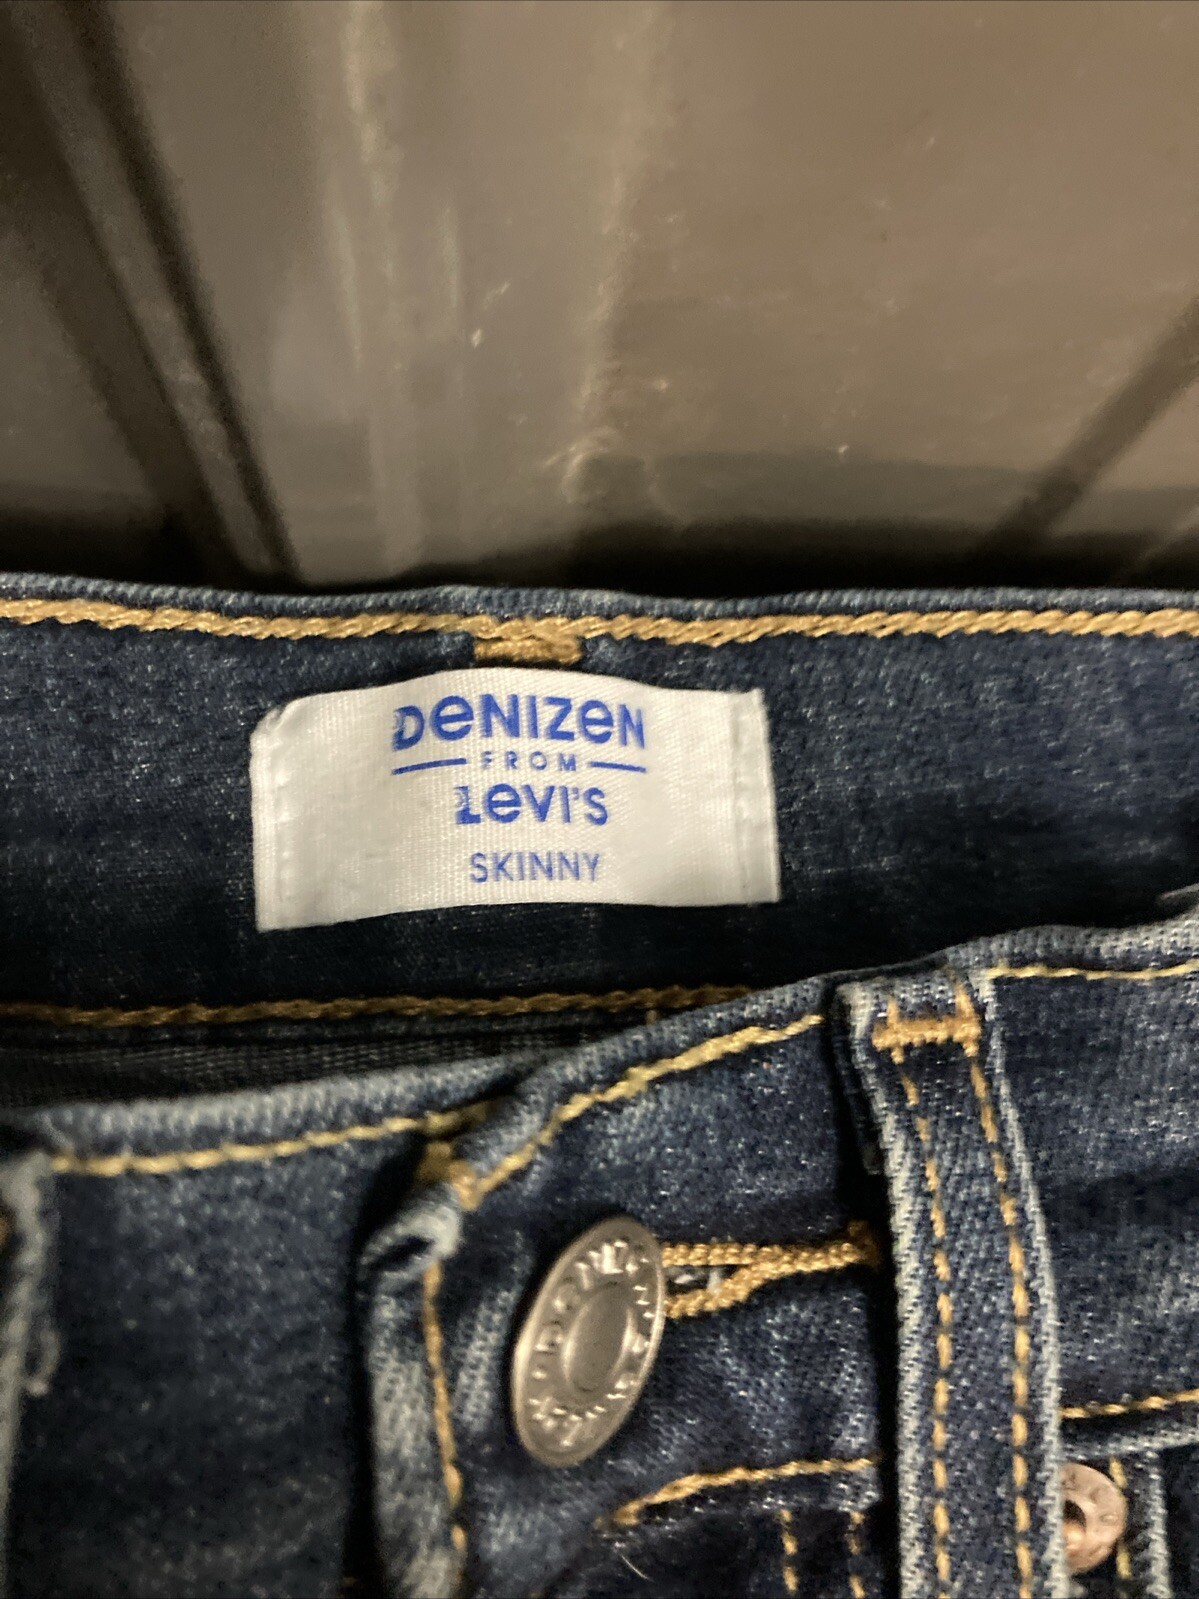 DENIZEN
FROM
LEVI'S
SKINNY